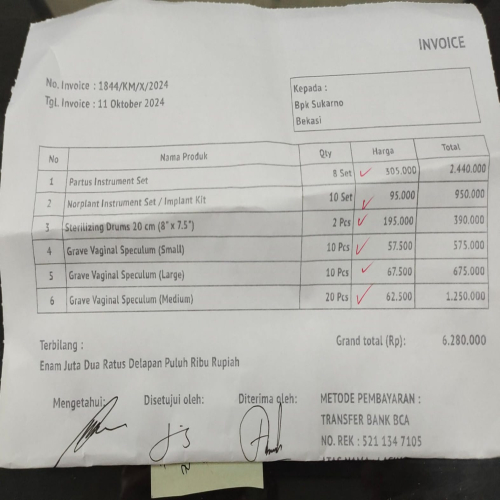 INVOICE
No. Invoice : 1844/KM/X/2024
Tgl. Invoice : 11 Oktober 2024
Kepada :
Bpk Sukarno
Bekasi
No Nama Produk Qty Harga Total
1 Partus Instrument Set 8 Set 305.000 2.440.000
2 Norplant Instrument Set / Implant Kit 10 Set 95.000 950.000
3 Sterilizing Drums 20 cm (8" x 7.5") 2 Pcs 195.000 390.000
4 Grave Vaginal Speculum (Small) 10 Pcs 57.500 575.000
5 Grave Vaginal Speculum (Large) 10 Pcs 67.500 675.000
6 Grave Vaginal Speculum (Medium) 20 Pcs 62.500 1.250.000
Terbilang : Grand total (Rp): 6.280.000
Enam Juta Dua Ratus Delapan Puluh Ribu Rupiah
Mengetahui: Disetujui oleh: Diterima oleh:
METODE PEMBAYARAN :
TRANSFER BANK BCA
NO. REK : 521 134 7105